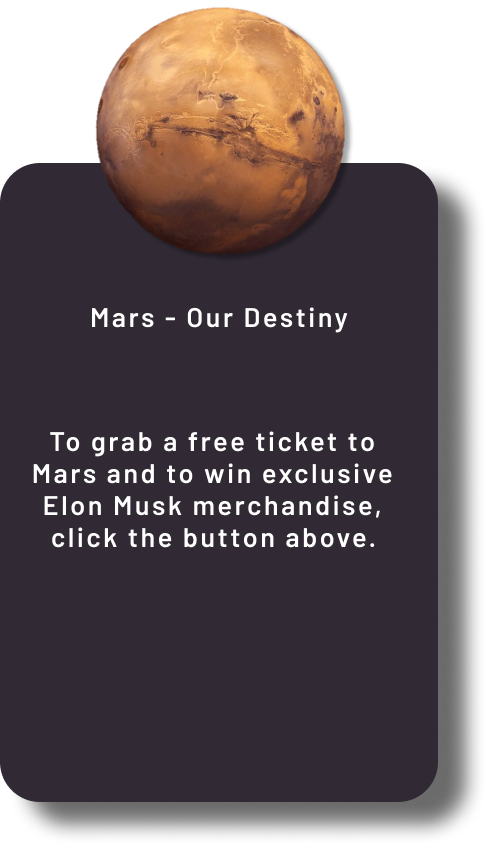 Mars - Our Destiny
To grab a free ticket to
Mars and to win exclusive
Elon Musk merchandise,
click the button above.